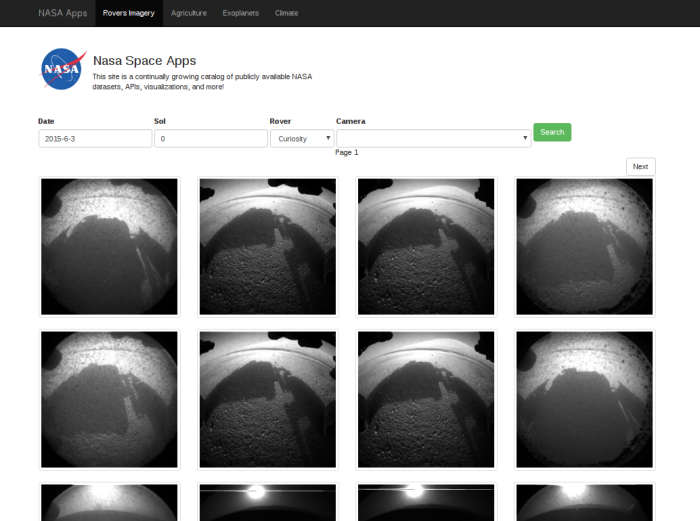 NASA Apps Rovers Imagery Agriculture Exoplanets Climate
NASA
Nasa Space Apps
This site is a continually growing catalog of publicly available NASA
datasets, APIs, visualizations, and more!
Date Sol Rover Camera
2015-6-3 0 Curiosity Search
Page 1
Next